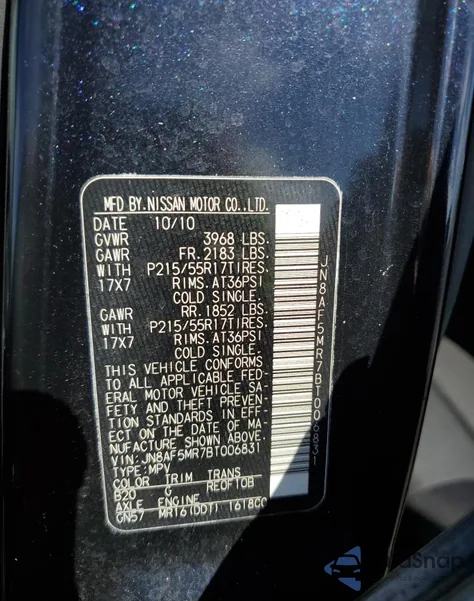 MFD BY.NISSAN MOTOR CO.,LTD.
DATE 10/10
GVWR 3968 LBS.
GAWR FR.2183 LBS.
WITH P215/55R17TIRES.
17X7 RIMS.AT36PSI
COLD SINGLE.
GAWR RR.1852 LBS.
WITH P215/55R17TIRES.
17X7 RIMS.AT36PSI
COLD SINGLE.
THIS VEHICLE CONFORMS
TO ALL APPLICABLE FED-
ERAL MOTOR VEHICLE SA-
FETY AND THEFT PREVEN-
TION STANDARDS IN EFF-
ECT ON THE DATE OF MA-
NUFACTURE SHOWN ABOVE.
VIN: JN8AF5MR7BT006831
TYPE:MPV
COLOR TRIM TRANS
B20 G RE0F10B
AXLE ENGINE
GN57 MR16(DDT) 1618CC
JN8AF5MR7BT006831